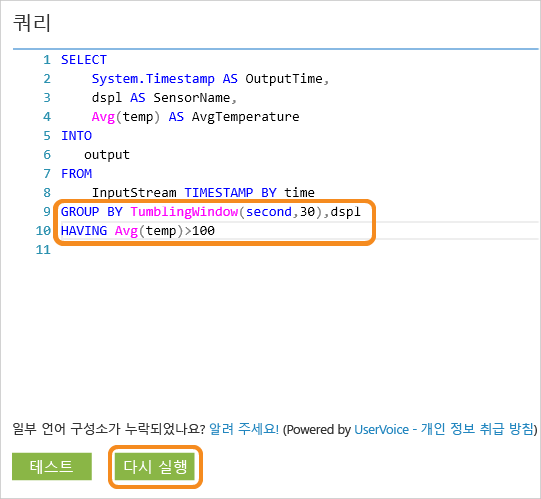 쿼리
1 SELECT
2 System.Timestamp AS OutputTime,
3 dspl AS SensorName,
4 Avg(temp) AS AvgTemperature
5 INTO
6 output
7 FROM
8 InputStream TIMESTAMP BY time
9 GROUP BY TumblingWindow(second,30),dspl
10 HAVING Avg(temp)>100
11
일부 언어 구성소가 누락되었나요? 알려 주세요! (Powered by UserVoice - 개인 정보 취급 방침)
테스트 다시 실행